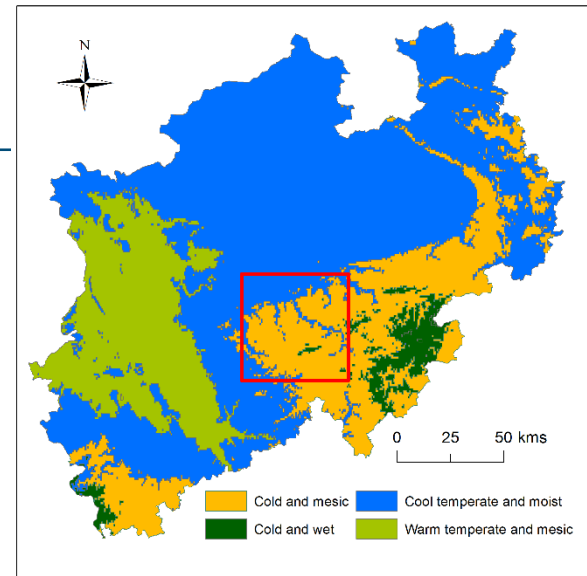 N
0 25 50 kms
Cold and mesic Cool temperate and moist
Cold and wet Warm temperate and mesic